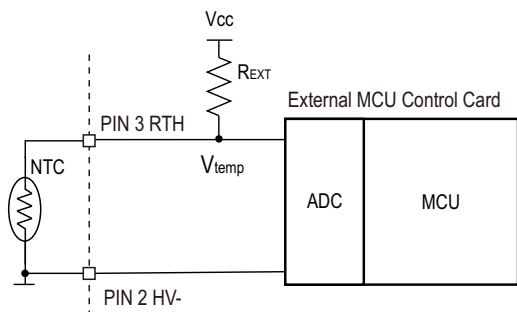 Vcc
REXT
External MCU Control Card
PIN 3 RTH
NTC
Vtemp
ADC
MCU
PIN 2 HV-